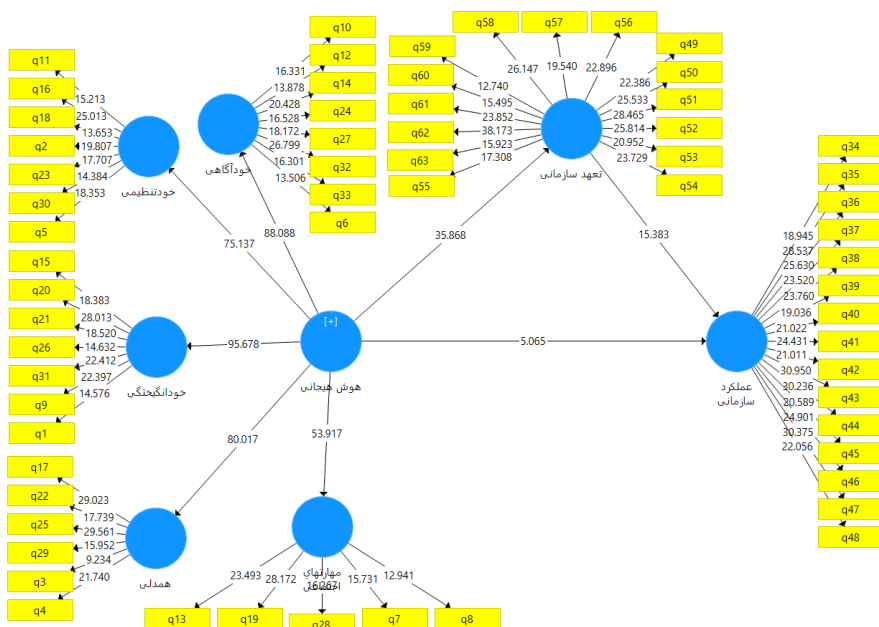 q58
q57
q56
q10
q59
q49
q12
q11
q60
q50
q14
q16
q61
q51
q24
q18
q62
q52
q27
q2
q63
q53
q32
q23
q55
q54
q33
q30
q6
q5
16.331
13.878
20.428
16.528
18.172
26.799
16.301
13.506
خودآگاهی
15.213
25.013
13.653
19.807
17.707
14.384
18.353
خودتنظیمی
26.147
19.540
22.896
12.740
15.495
23.852
38.173
15.923
17.308
22.386
25.533
28.465
25.814
20.952
23.729
تعهد سازمانی
88.088
75.137
35.868
15.383
q15
q20
q21
q26
q31
q9
q1
18.383
28.013
18.520
14.632
22.412
22.397
14.576
خودانگیختگی
95.678
[+]
هوش هیجانی
5.065
80.017
53.917
q34
q35
q36
q37
q38
q39
q40
q41
q42
q43
q44
q45
q46
q47
q48
18.945
28.537
25.630
23.520
23.760
19.036
21.022
24.431
21.011
30.950
30.236
20.589
24.901
30.375
22.056
عملکرد
سازمانی
q17
q22
q25
q29
q3
q4
29.023
17.739
29.561
15.952
9.234
21.740
همدلی
مهارتهاي
23.493
28.172
15.731
12.941
q13
q19
q28
q7
q8